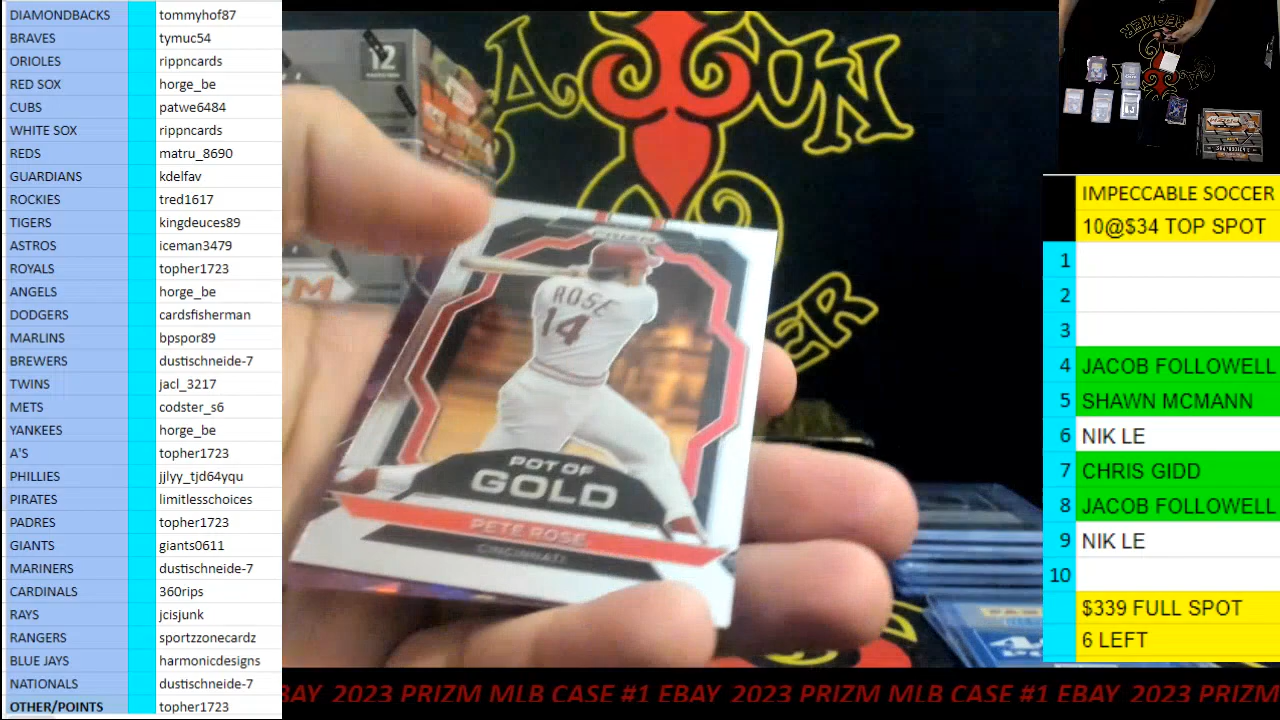 DIAMONDBACKS tommyhof87
BRAVES tymuc54
ORIOLES rippncards
RED SOX horge_be
CUBS patwe6484
WHITE SOX rippncards
REDS matru_8690
GUARDIANS kdelfav
ROCKIES tred1617
TIGERS kingdeuces89
ASTROS iceman3479
ROYALS topher1723
ANGELS horge_be
DODGERS cardsfisherman
MARLINS bpspor89
BREWERS dustischneide-7
TWINS jacl_3217
METS codster_s6
YANKEES horge_be
A'S topher1723
PHILLIES jjlyy_tjd64yqu
PIRATES limitlesschoices
PADRES topher1723
GIANTS giants0611
MARINERS dustischneide-7
CARDINALS 360rips
RAYS jcisjunk
RANGERS sportzzonecardz
BLUE JAYS harmonicdesigns
NATIONALS dustischneide-7
OTHER/POINTS topher1723
12
ROSE
14
POT OF
GOLD
PETE ROSE
CINCINNATI
IMPECCABLE SOCCER
10@$34 TOP SPOT
1
2
3
4 JACOB FOLLOWELL
5 SHAWN MCMANN
6 NIK LE
7 CHRIS GIDD
8 JACOB FOLLOWELL
9 NIK LE
10
$339 FULL SPOT
6 LEFT
BAY 2023 PRIZM MLB CASE #1 EBAY 2023 PRIZM MLB CASE #1 EBAY 2023 PRIZM